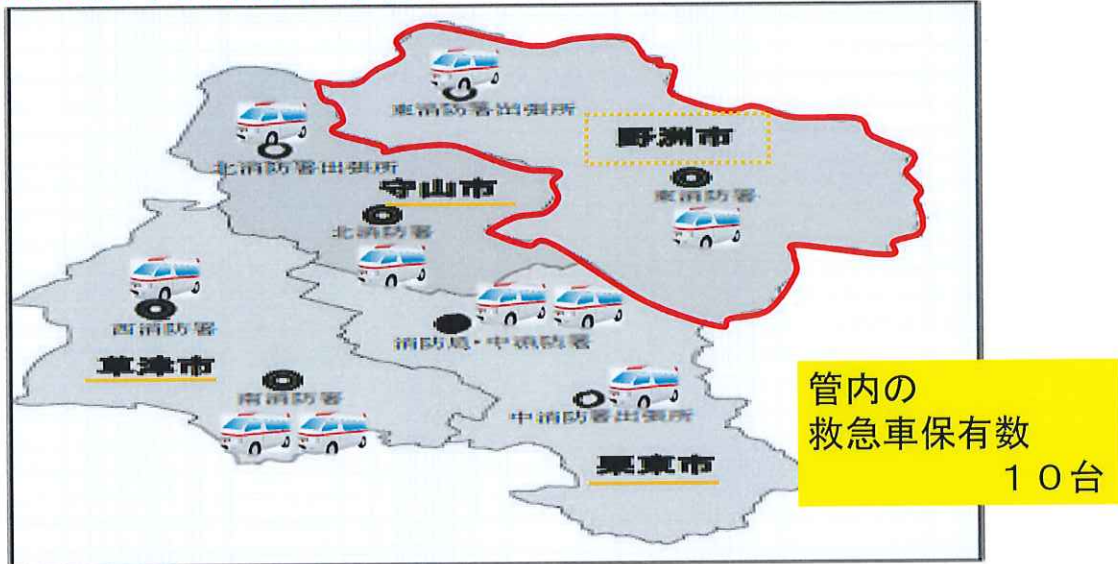 東消防署出張所
野洲市
北消防署出張所
守山市
東消防署
北消防署
西消防署
消防局・中消防署
草津市
南消防署
中消防署出張所
栗東市
管内の
救急車保有数
１０台